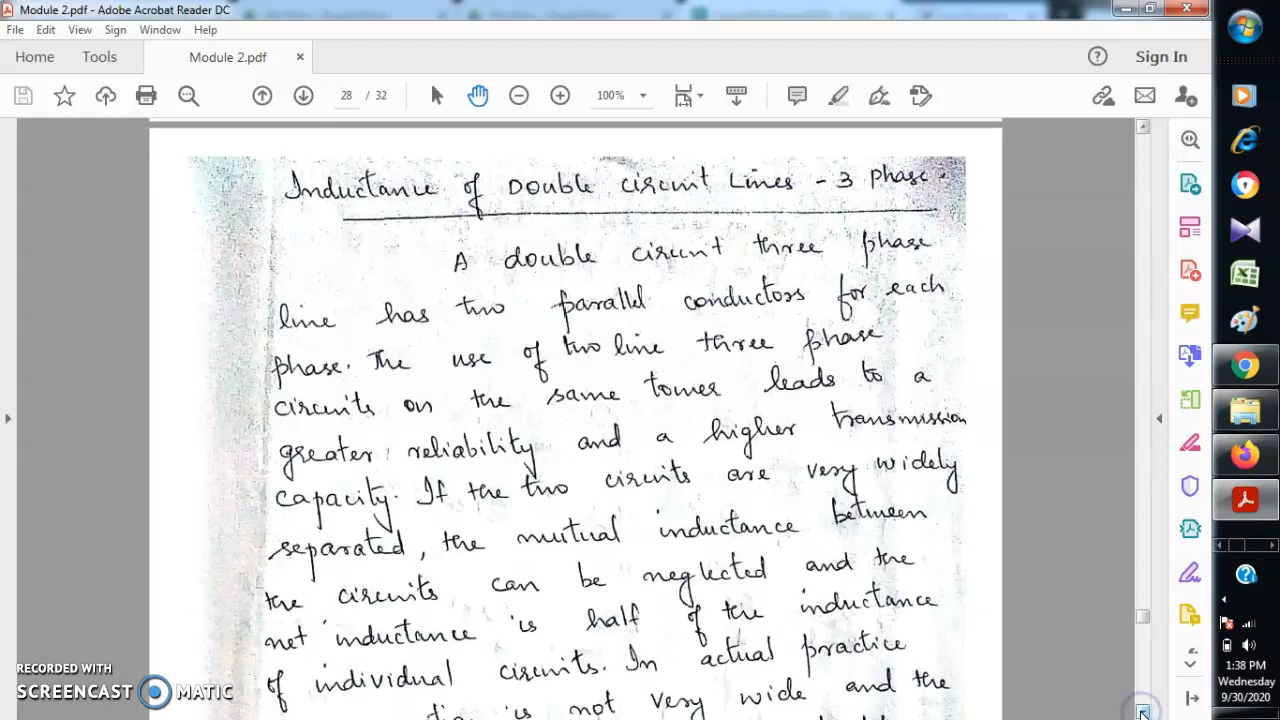 Module 2.pdf - Adobe Acrobat Reader DC
File Edit View Sign Window Help
Home Tools Module 2.pdf × Sign In
28 / 32 100%
Inductance of Double circuit Lines - 3 phase.
A double circuit three phase
line has two parallel conductors for each
phase. The use of two line three phase
circuits on the same tower leads to a
greater reliability and a higher transmission
capacity. If the two circuits are very widely
separated, the mutual inductance between
the circuits can be neglected and the
net inductance is half of the inductance
of individual circuits. In actual practice
is not very wide and the
RECORDED WITH
SCREENCAST MATIC
1:38 PM
Wednesday
9/30/2020